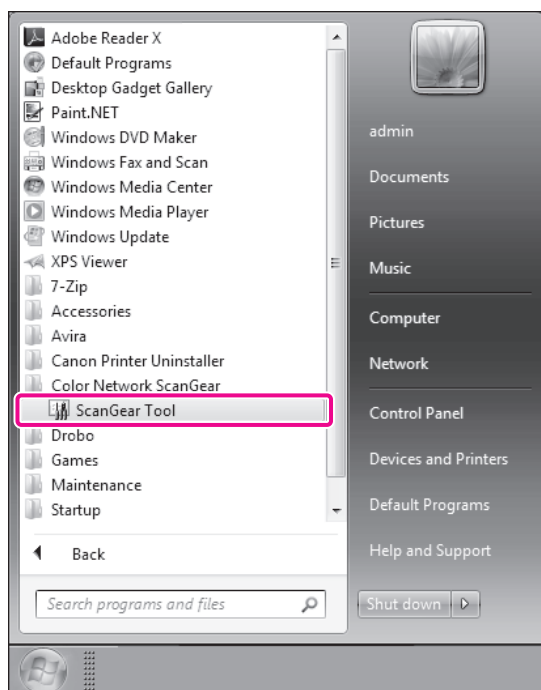 Adobe Reader X
Default Programs
Desktop Gadget Gallery
Paint.NET
Windows DVD Maker
Windows Fax and Scan
Windows Media Center
Windows Media Player
Windows Update
XPS Viewer
7-Zip
Accessories
Avira
Canon Printer Uninstaller
Color Network ScanGear
ScanGear Tool
Drobo
Games
Maintenance
Startup
Back
Search programs and files
admin
Documents
Pictures
Music
Computer
Network
Control Panel
Devices and Printers
Default Programs
Help and Support
Shut down